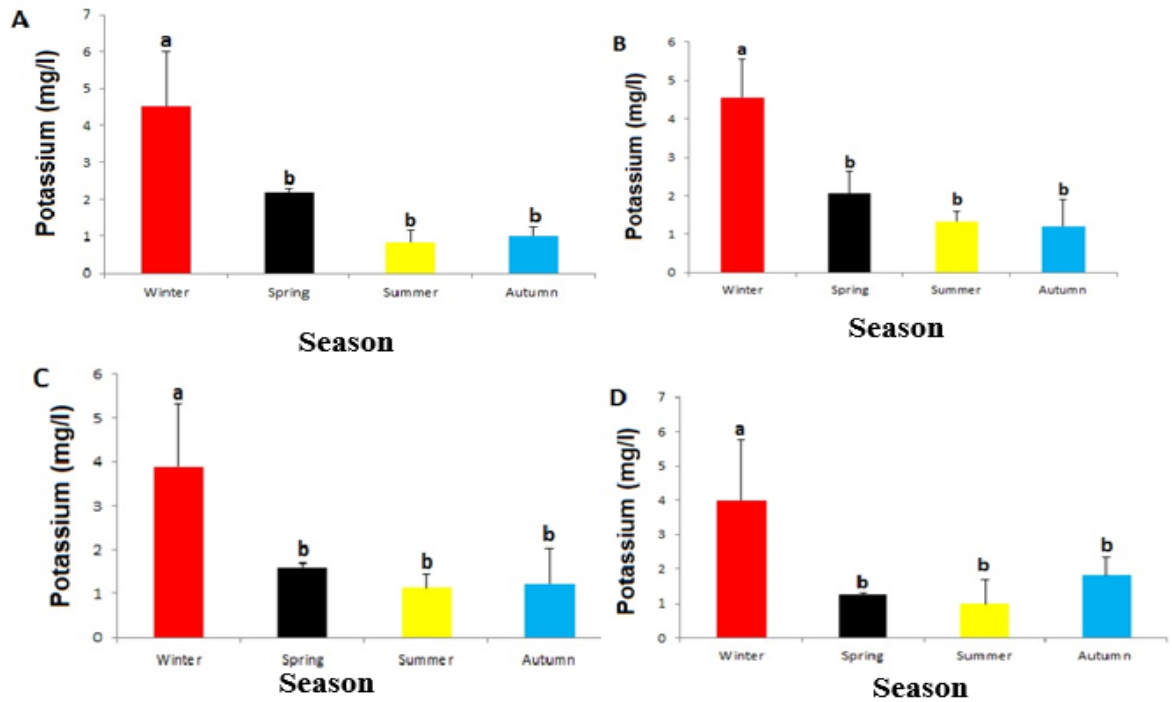 A
Potassium (mg/l)
7
6
5
4
3
2
1
0
a
b
b
b
Winter Spring Summer Autumn
Season
B
Potassium (mg/l)
6
5
4
3
2
1
0
a
b
b
b
Winter Spring Summer Autumn
Season
C
Potassium (mg/l)
6
5
4
3
2
1
0
a
b
b
b
Winter Spring Summer Autumn
Season
D
Potassium (mg/l)
7
6
5
4
3
2
1
0
a
b
b
b
Winter Spring Summer Autumn
Season